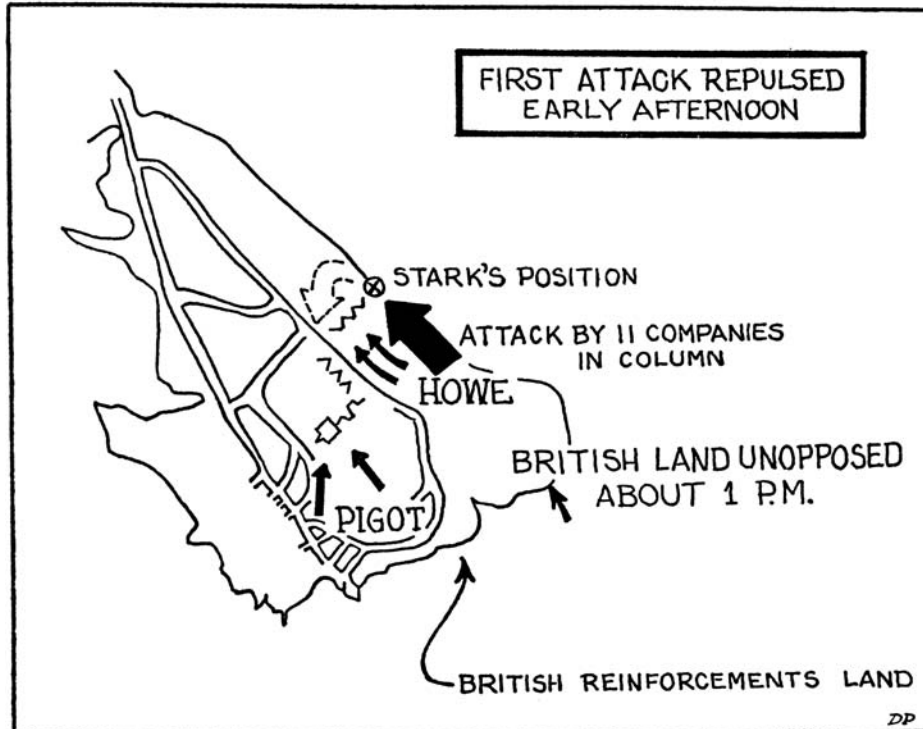 FIRST ATTACK REPULSED
EARLY AFTERNOON
STARK'S POSITION
ATTACK BY 11 COMPANIES
IN COLUMN
HOWE
BRITISH LAND UNOPPOSED
ABOUT 1 P.M.
PIGOT
BRITISH REINFORCEMENTS LAND
DP